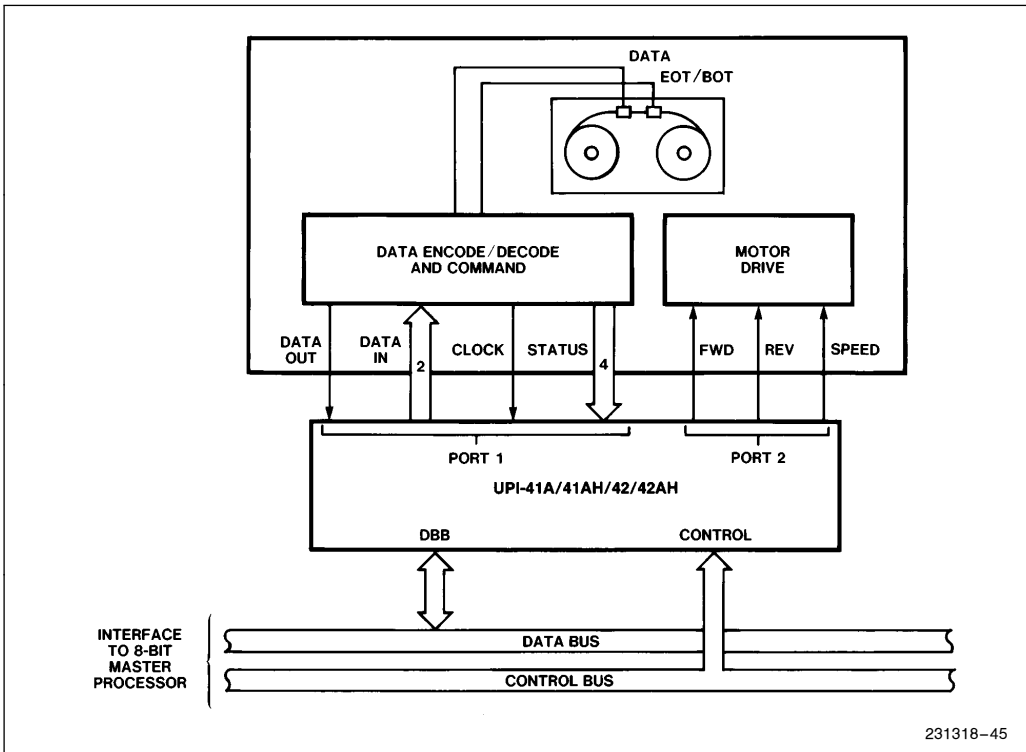 DATA
EOT/BOT
DATA ENCODE/DECODE
AND COMMAND
MOTOR
DRIVE
DATA
OUT
DATA
IN
2
CLOCK
STATUS
4
FWD
REV
SPEED
PORT 1
PORT 2
UPI-41A/41AH/42/42AH
DBB
CONTROL
INTERFACE
TO 8-BIT
MASTER
PROCESSOR
DATA BUS
CONTROL BUS
231318-45